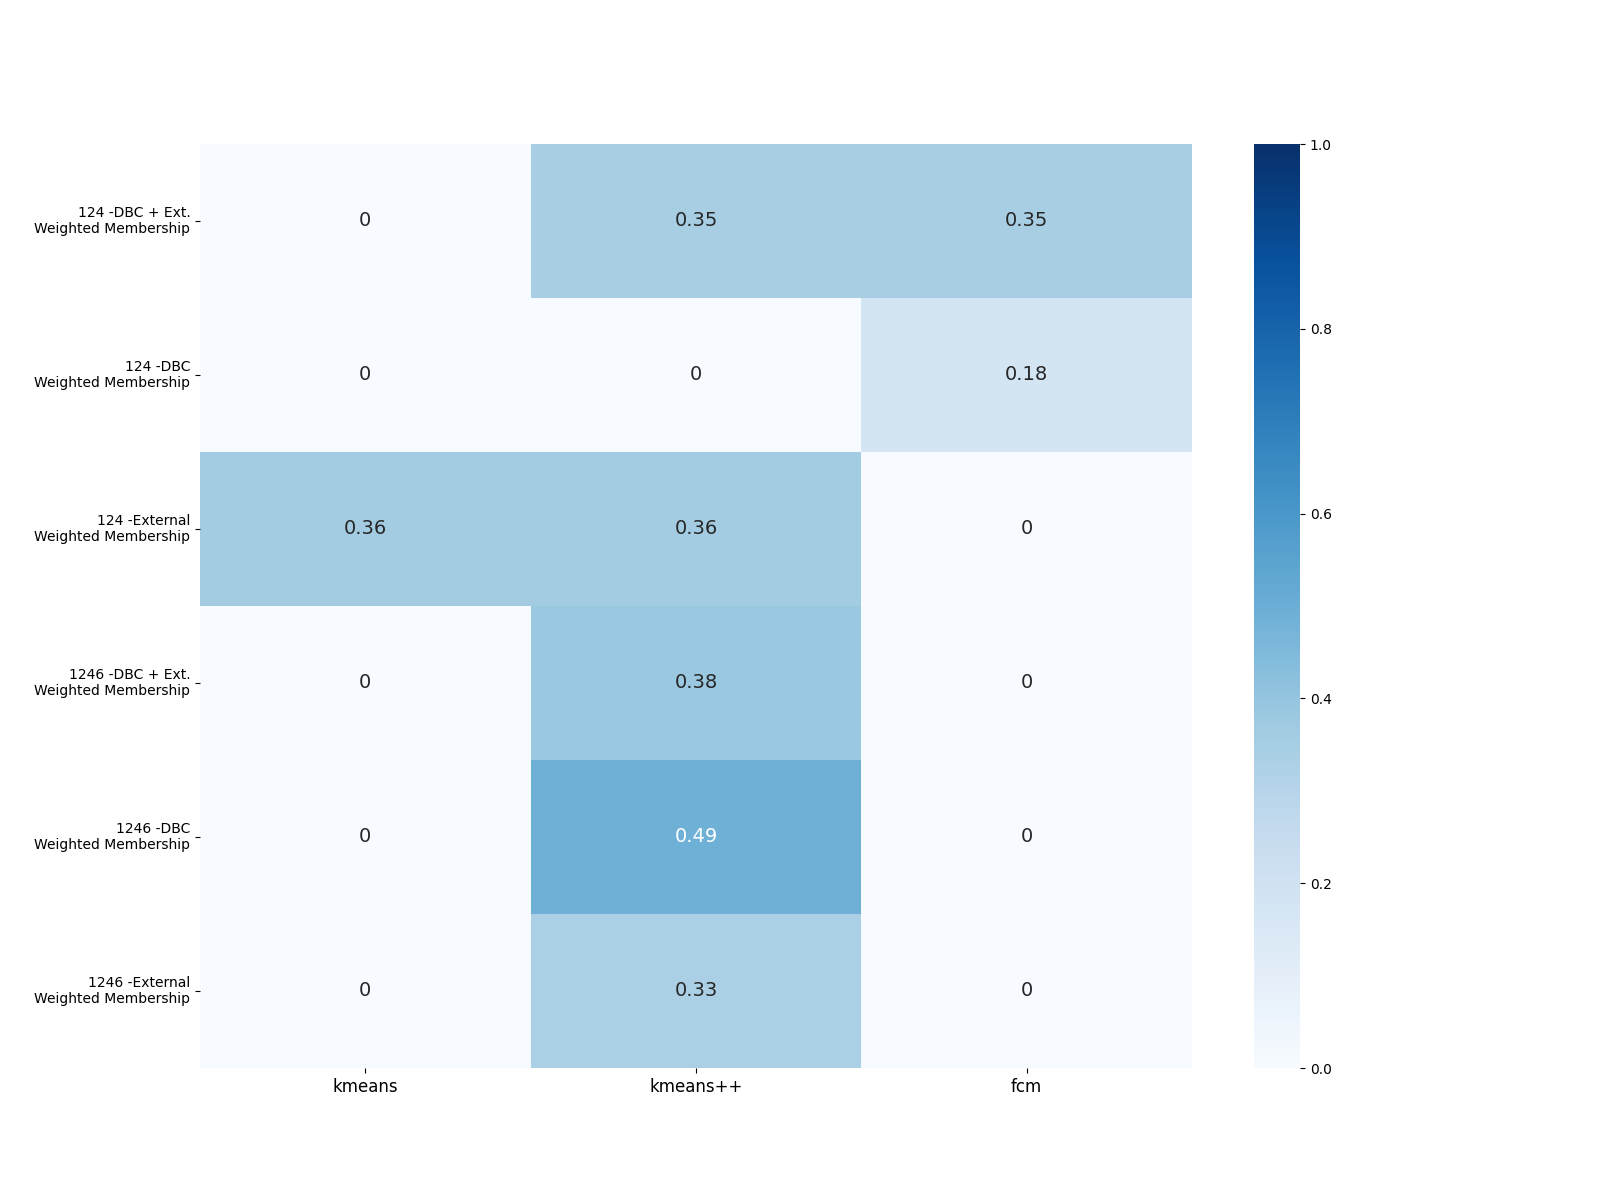 124 -DBC + Ext.
Weighted Membership
0
0.35
0.35
124 -DBC
Weighted Membership
0
0
0.18
124 -External
Weighted Membership
0.36
0.36
0
1246 -DBC + Ext.
Weighted Membership
0
0.38
0
1246 -DBC
Weighted Membership
0
0.49
0
1246 -External
Weighted Membership
0
0.33
0
kmeans
kmeans++
fcm
1.0
0.8
0.6
0.4
0.2
0.0